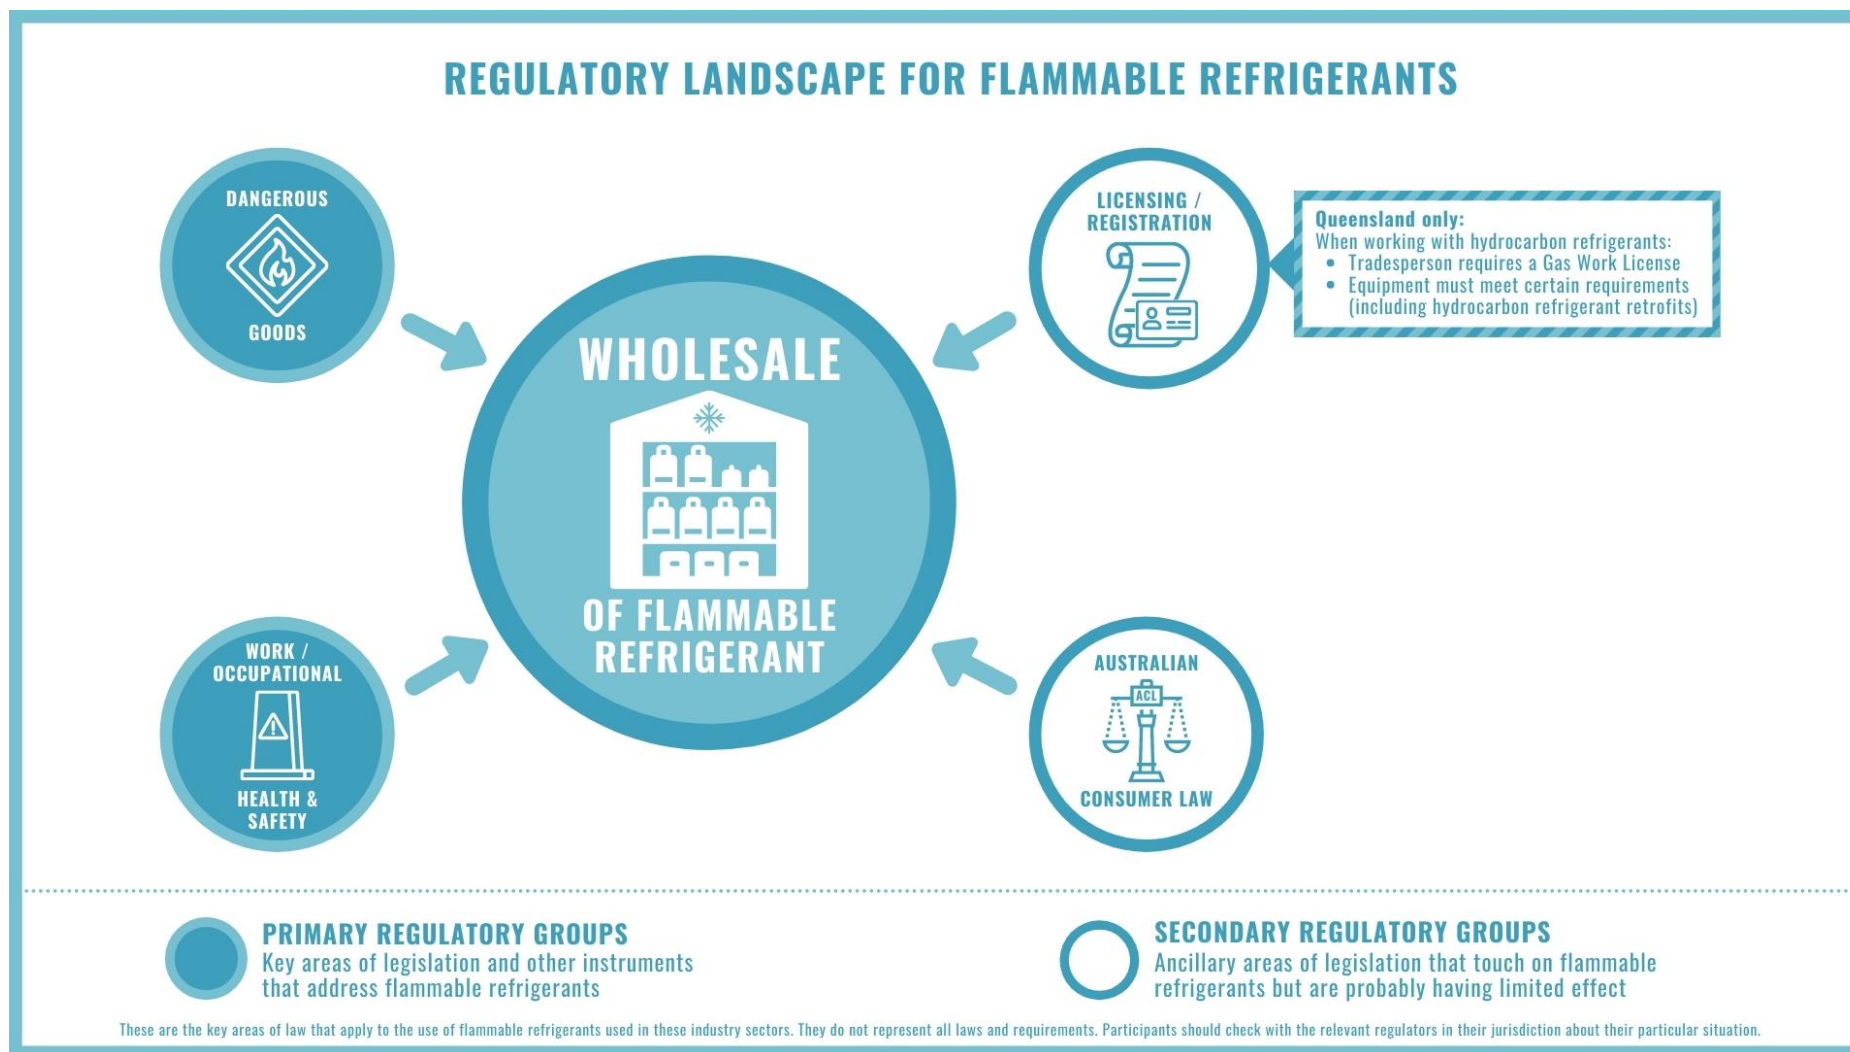 REGULATORY LANDSCAPE FOR FLAMMABLE REFRIGERANTS
DANGEROUS
GOODS
LICENSING /
REGISTRATION
Queensland only:
When working with hydrocarbon refrigerants:
• Tradesperson requires a Gas Work License
• Equipment must meet certain requirements
(including hydrocarbon refrigerant retrofits)
WHOLESALE
OF FLAMMABLE
REFRIGERANT
WORK /
OCCUPATIONAL
HEALTH &
SAFETY
AUSTRALIAN
ACL
CONSUMER LAW
PRIMARY REGULATORY GROUPS
Key areas of legislation and other instruments
that address flammable refrigerants
SECONDARY REGULATORY GROUPS
Ancillary areas of legislation that touch on flammable
refrigerants but are probably having limited effect
These are the key areas of law that apply to the use of flammable refrigerants used in these industry sectors. They do not represent all laws and requirements. Participants should check with the relevant regulators in their jurisdiction about their particular situation.